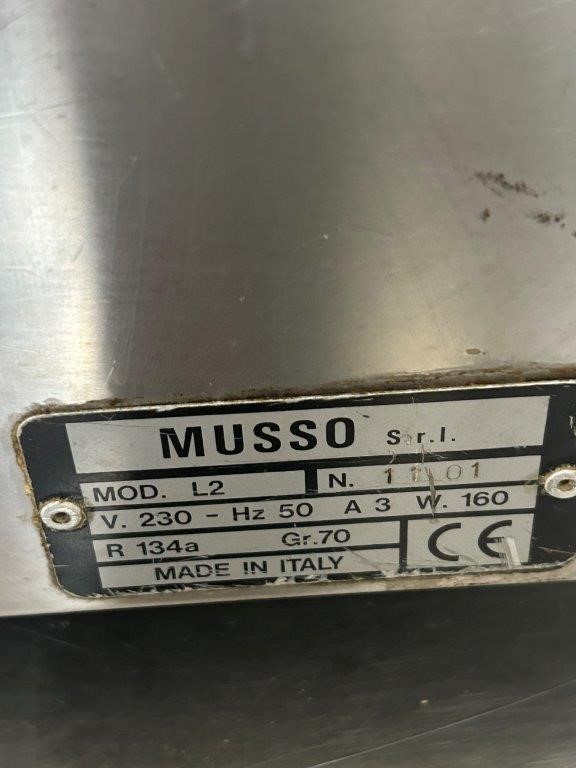 MUSSO S.r.l.
MOD. L2 N.
V. 230 - Hz 50 A 3 W. 160
R 134a Gr.70
CE
MADE IN ITALY